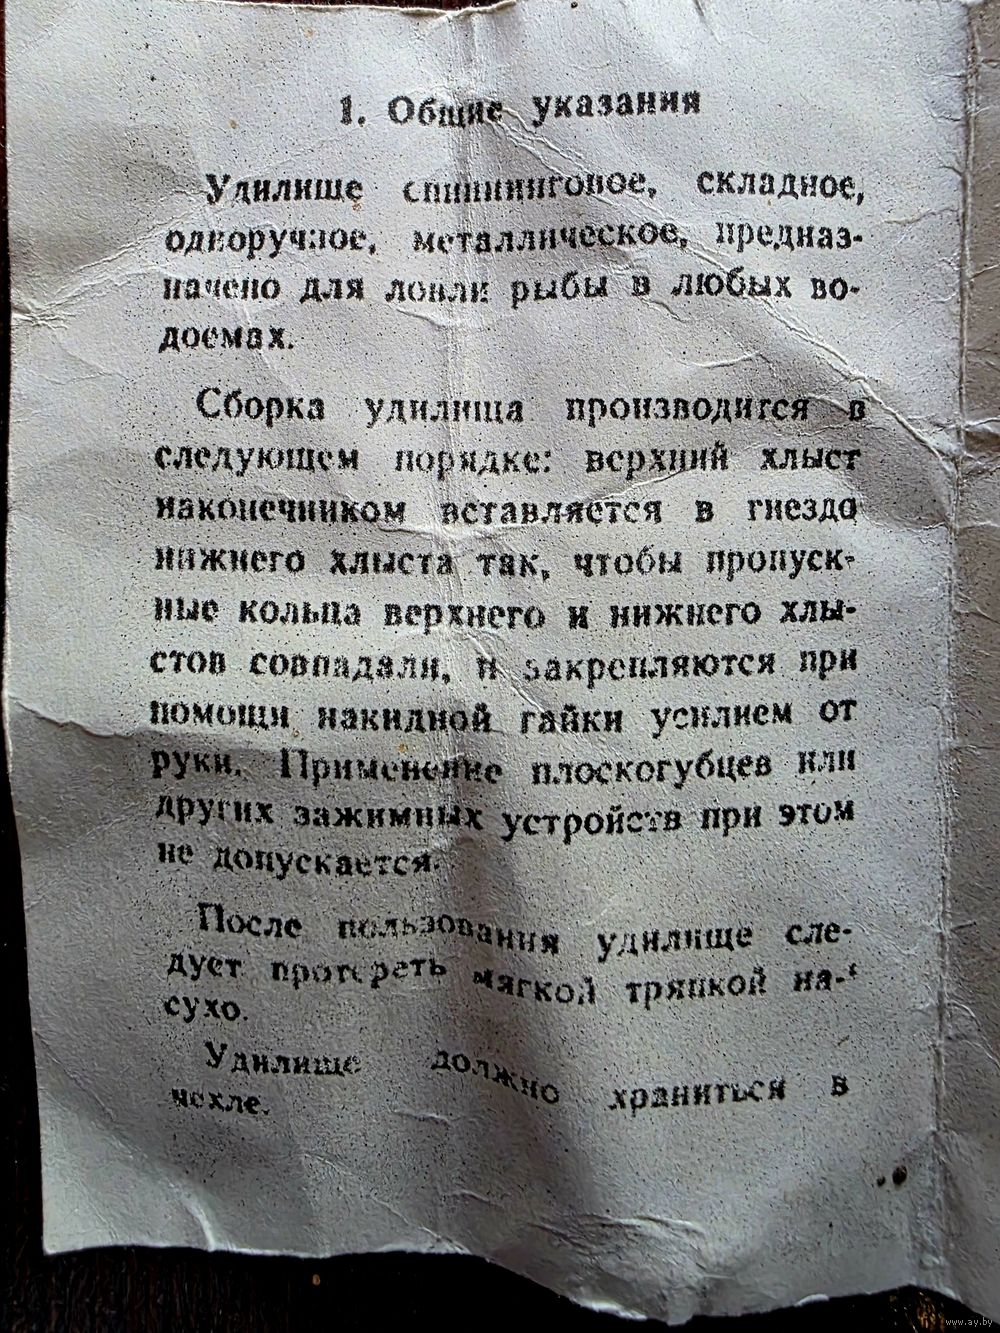 1. Общие указания
Удилище спиннинговое, складное,
одноручное, металлическое, предназ-
начено для ловли рыбы в любых во-
доемах.
Сборка удилища производится в
следующем порядке: верхний хлыст
наконечником вставляется в гнездо
нижнего хлыста так, чтобы пропуск-
ные кольца верхнего и нижнего хлы-
стов совпадали, и закрепляются при
помощи накидной гайки усилием от
руки. Применение плоскогубцев или
других зажимных устройств при этом
не допускается.
После пользования удилище сле-
дует протереть мягкой тряпкой на-
сухо.
Удилище должно храниться в
чехле.
www.ay.by